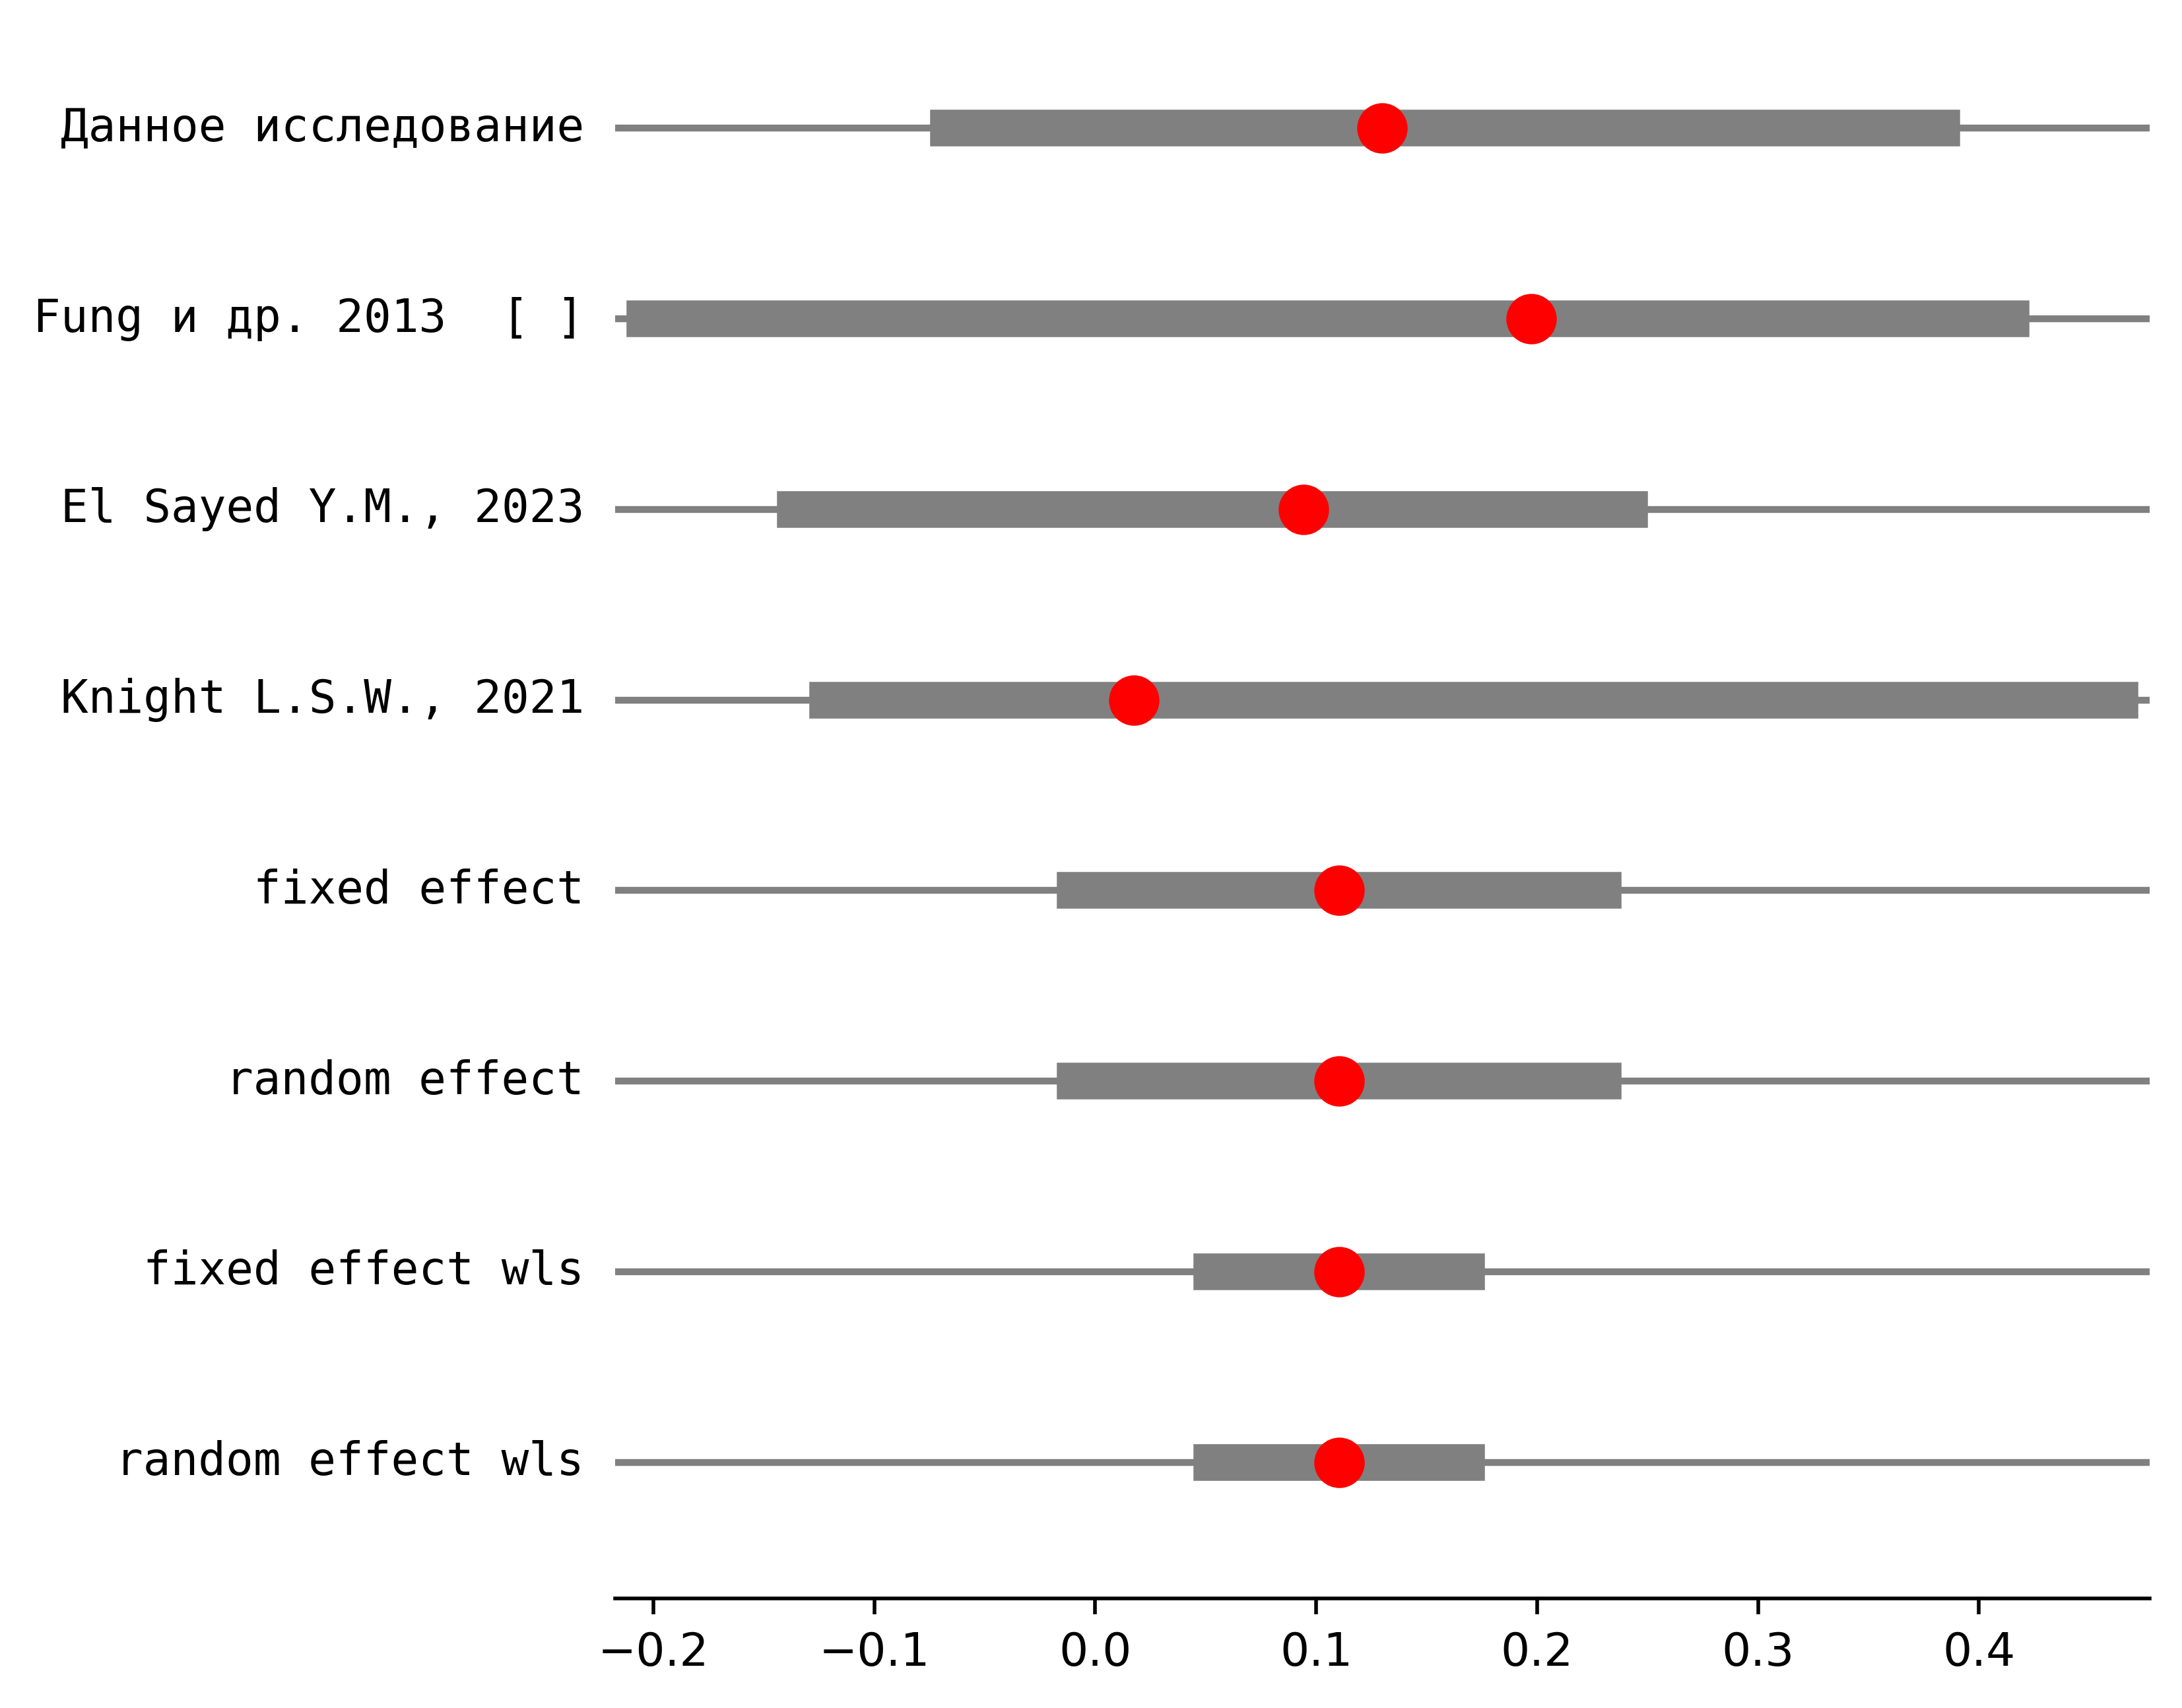 Данное исследование
Fung и др. 2013  [ ]
El Sayed Y.M., 2023
Knight L.S.W., 2021
fixed effect
random effect
fixed effect wls
random effect wls
−0.2 −0.1 0.0 0.1 0.2 0.3 0.4